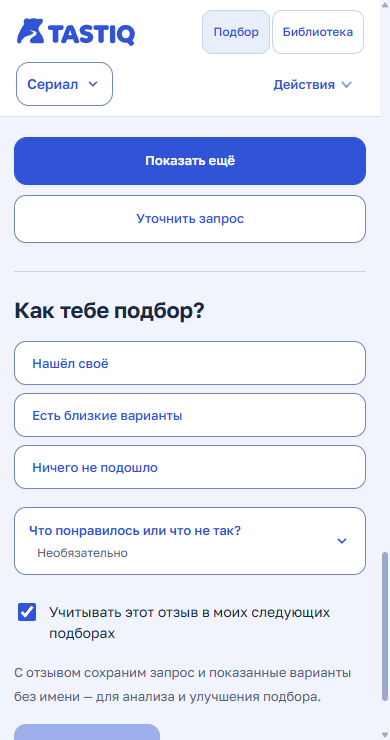 TASTIQ
Подбор
Библиотека
Сериал
Действия
Показать ещё
Уточнить запрос
Как тебе подбор?
Нашёл своё
Есть близкие варианты
Ничего не подошло
Что понравилось или что не так?
Необязательно
Учитывать этот отзыв в моих следующих
подборах
С отзывом сохраним запрос и показанные варианты
без имени — для анализа и улучшения подбора.